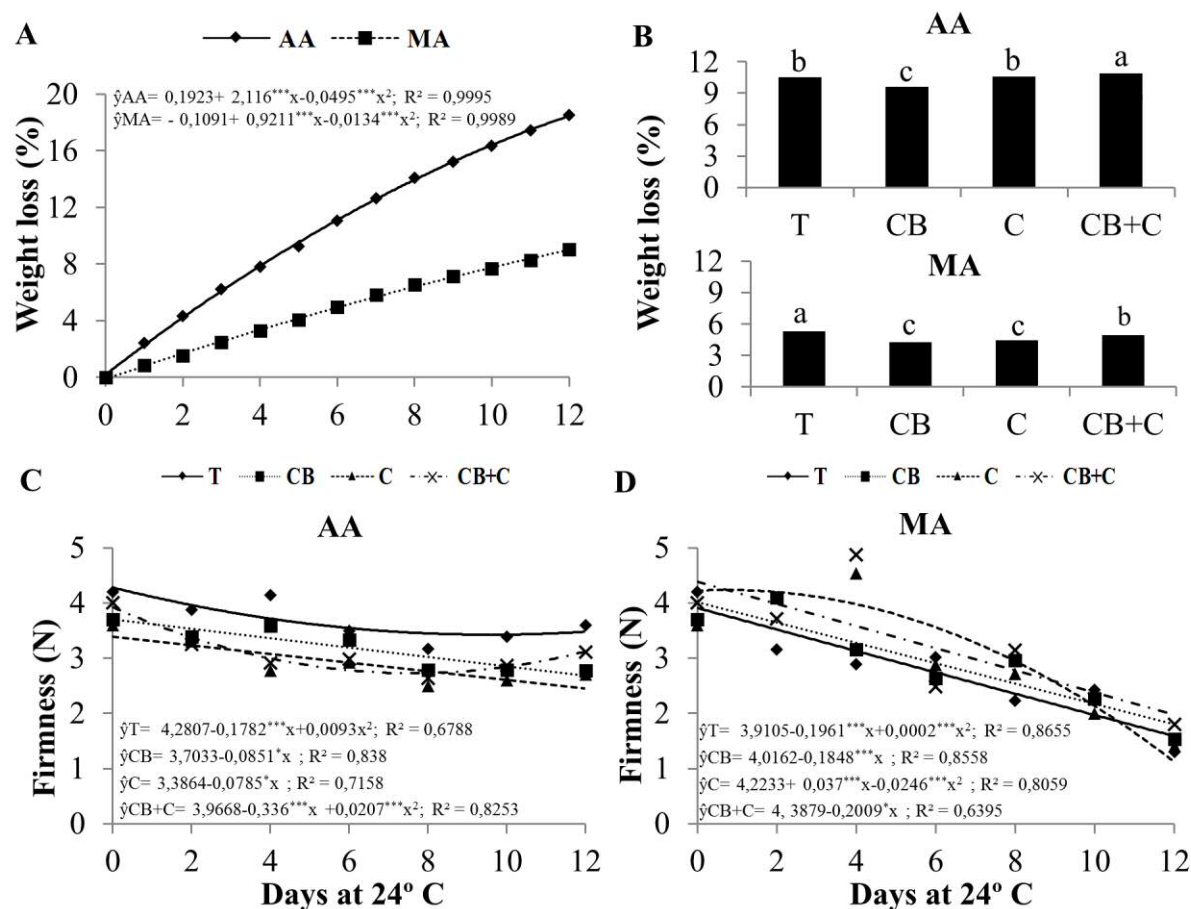 A
AA MA
ŷAA= 0,1923+ 2,116***x-0,0495***x²; R² = 0,9995
ŷMA= - 0,1091+ 0,9211***x-0,0134***x²; R² = 0,9989
Weight loss (%)
20
16
12
8
4
0
0 2 4 6 8 10 12
B
AA
Weight loss (%)
12
9
6
3
0
b c b a
T CB C CB+C
MA
12
9
6
3
0
a c c b
T CB C CB+C
C
T CB C CB+C
AA
Firmness (N)
5
4
3
2
1
0
ŷT= 4,2807-0,1782***x+0,0093x²; R² = 0,6788
ŷCB= 3,7033-0,0851*x ; R² = 0,838
ŷC= 3,3864-0,0785*x ; R² = 0,7158
ŷCB+C= 3,9668-0,336***x +0,0207***x²; R² = 0,8253
0 2 4 6 8 10 12
Days at 24º C
D
T CB C CB+C
MA
Firmness (N)
5
4
3
2
1
0
ŷT= 3,9105-0,1961***x+0,0002***x²; R² = 0,8655
ŷCB= 4,0162-0,1848***x ; R² = 0,8558
ŷC= 4,2233+ 0,037***x-0,0246***x² ; R² = 0,8059
ŷCB+C= 4, 3879-0,2009*x ; R² = 0,6395
0 2 4 6 8 10 12
Days at 24º C